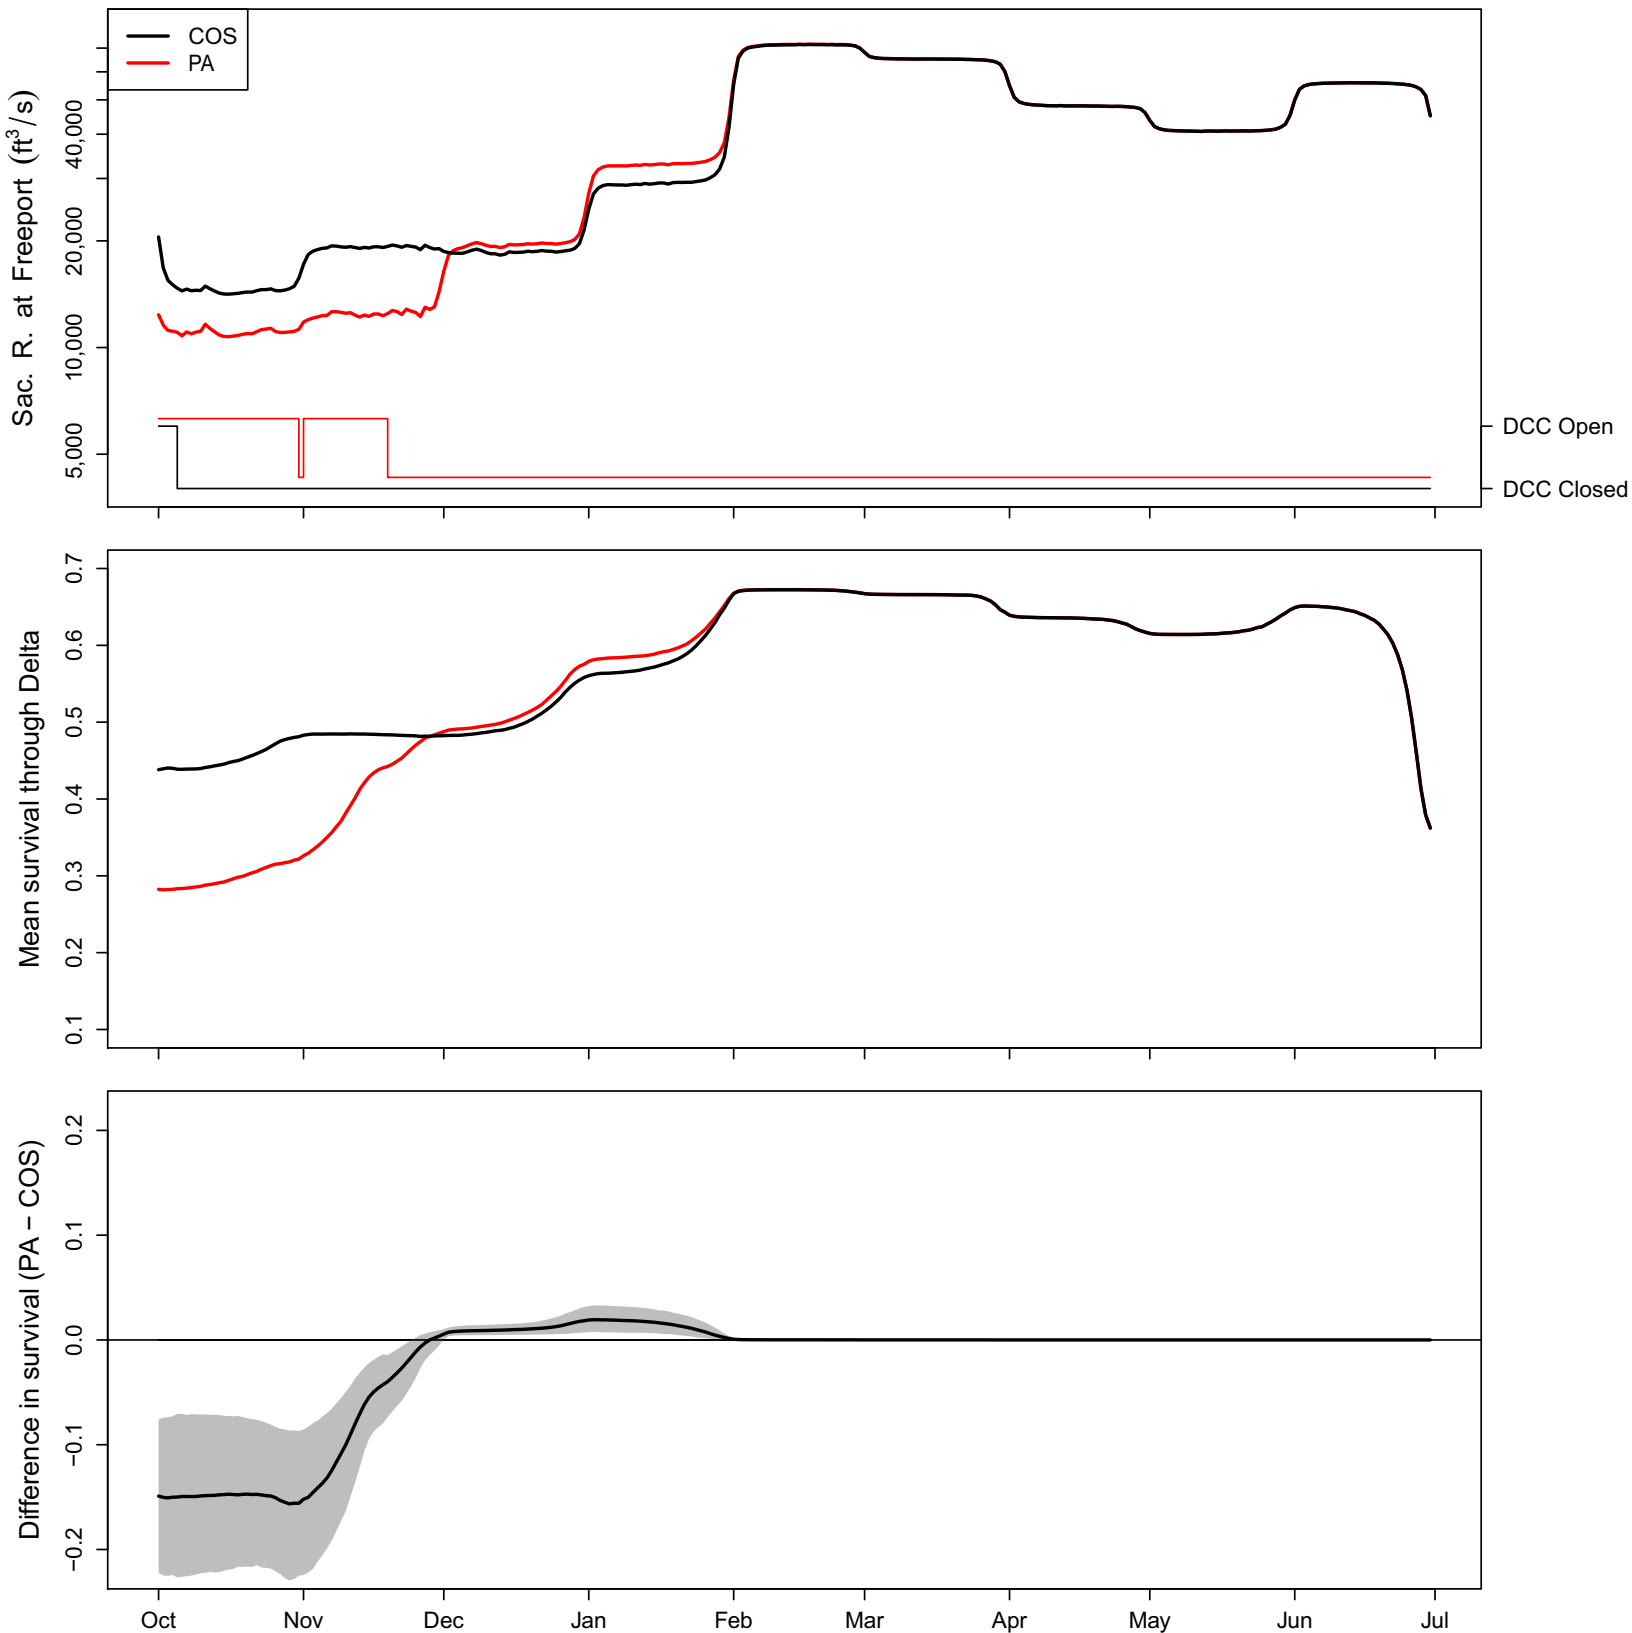 COS
PA
Sac. R. at Freeport (ft³/s)
40,000
20,000
10,000
5,000
DCC Open
DCC Closed
Mean survival through Delta
0.7
0.6
0.5
0.4
0.3
0.2
0.1
Difference in survival (PA − COS)
0.2
0.1
0.0
−0.1
−0.2
Oct Nov Dec Jan Feb Mar Apr May Jun Jul